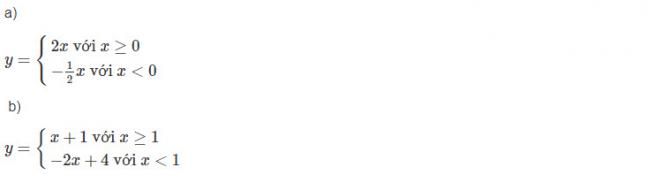 a)
y = { 2x với x ≥ 0
−1/2x với x < 0
b)
y = { x + 1 với x ≥ 1
−2x + 4 với x < 1